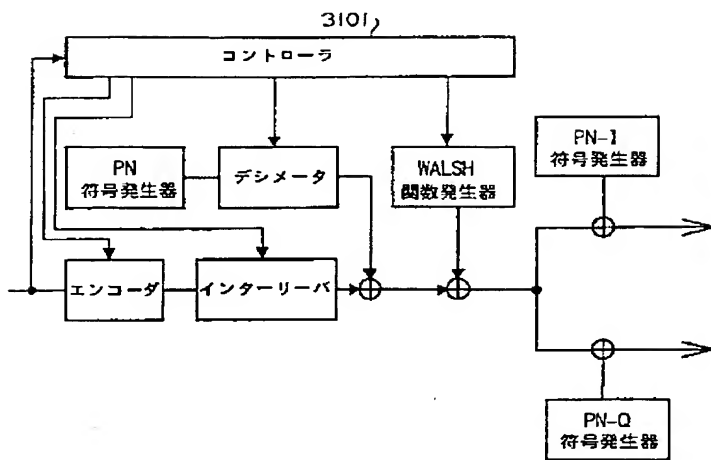 3101
コントローラ
PN
符号発生器
デシメータ
WALSH
関数発生器
PN-I
符号発生器
エンコーダ
インターリーバ
PN-Q
符号発生器